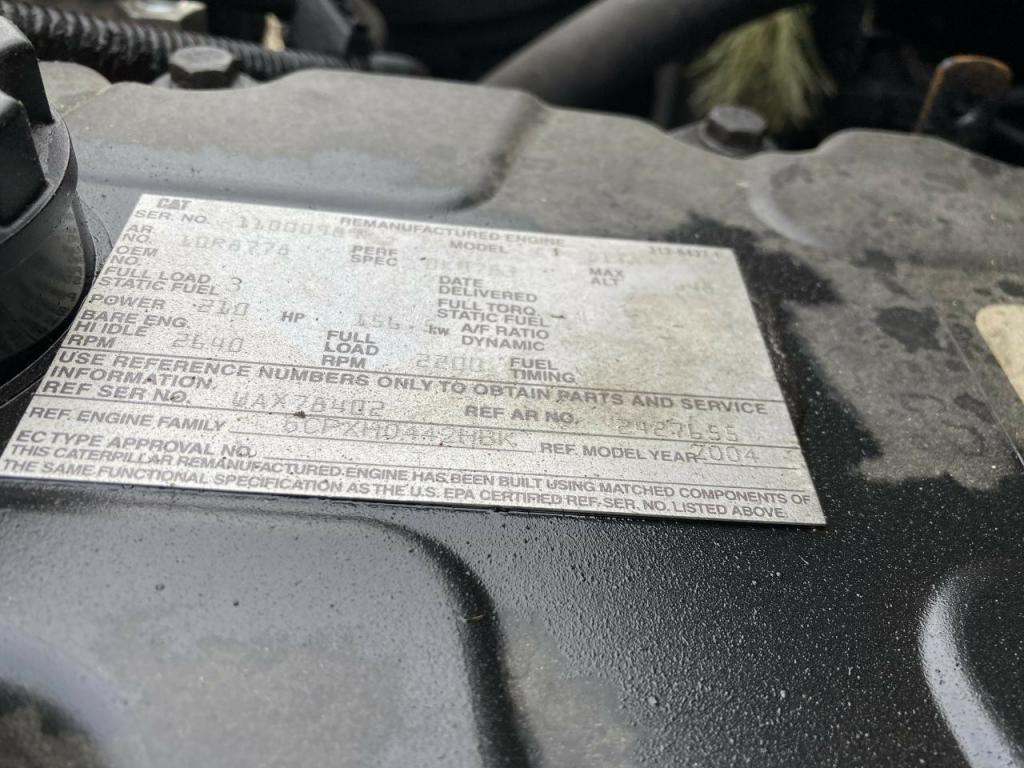 CAT
REMANUFACTURED ENGINE
SER. NO. MODEL
AR NO. 10R8778 PERF SPEC MAX ALT
OEM NO. DATE DELIVERED
FULL LOAD STATIC FUEL 3 FULL TORQ. STATIC FUEL
POWER 210 HP 156 kw A/F RATIO DYNAMIC
BARE ENG. HI IDLE RPM 2640 FULL LOAD RPM 2200 FUEL TIMING
USE REFERENCE NUMBERS ONLY TO OBTAIN PARTS AND SERVICE
INFORMATION.
REF SER NO. WAX78402 REF AR NO. 2427655
REF. ENGINE FAMILY 6CPXH0442HBK REF. MODEL YEAR 2004
EC TYPE APPROVAL NO.
THIS CATERPILLAR REMANUFACTURED ENGINE HAS BEEN BUILT USING MATCHED COMPONENTS OF
THE SAME FUNCTIONAL SPECIFICATION AS THE U.S. EPA CERTIFIED REF. SER. NO. LISTED ABOVE.